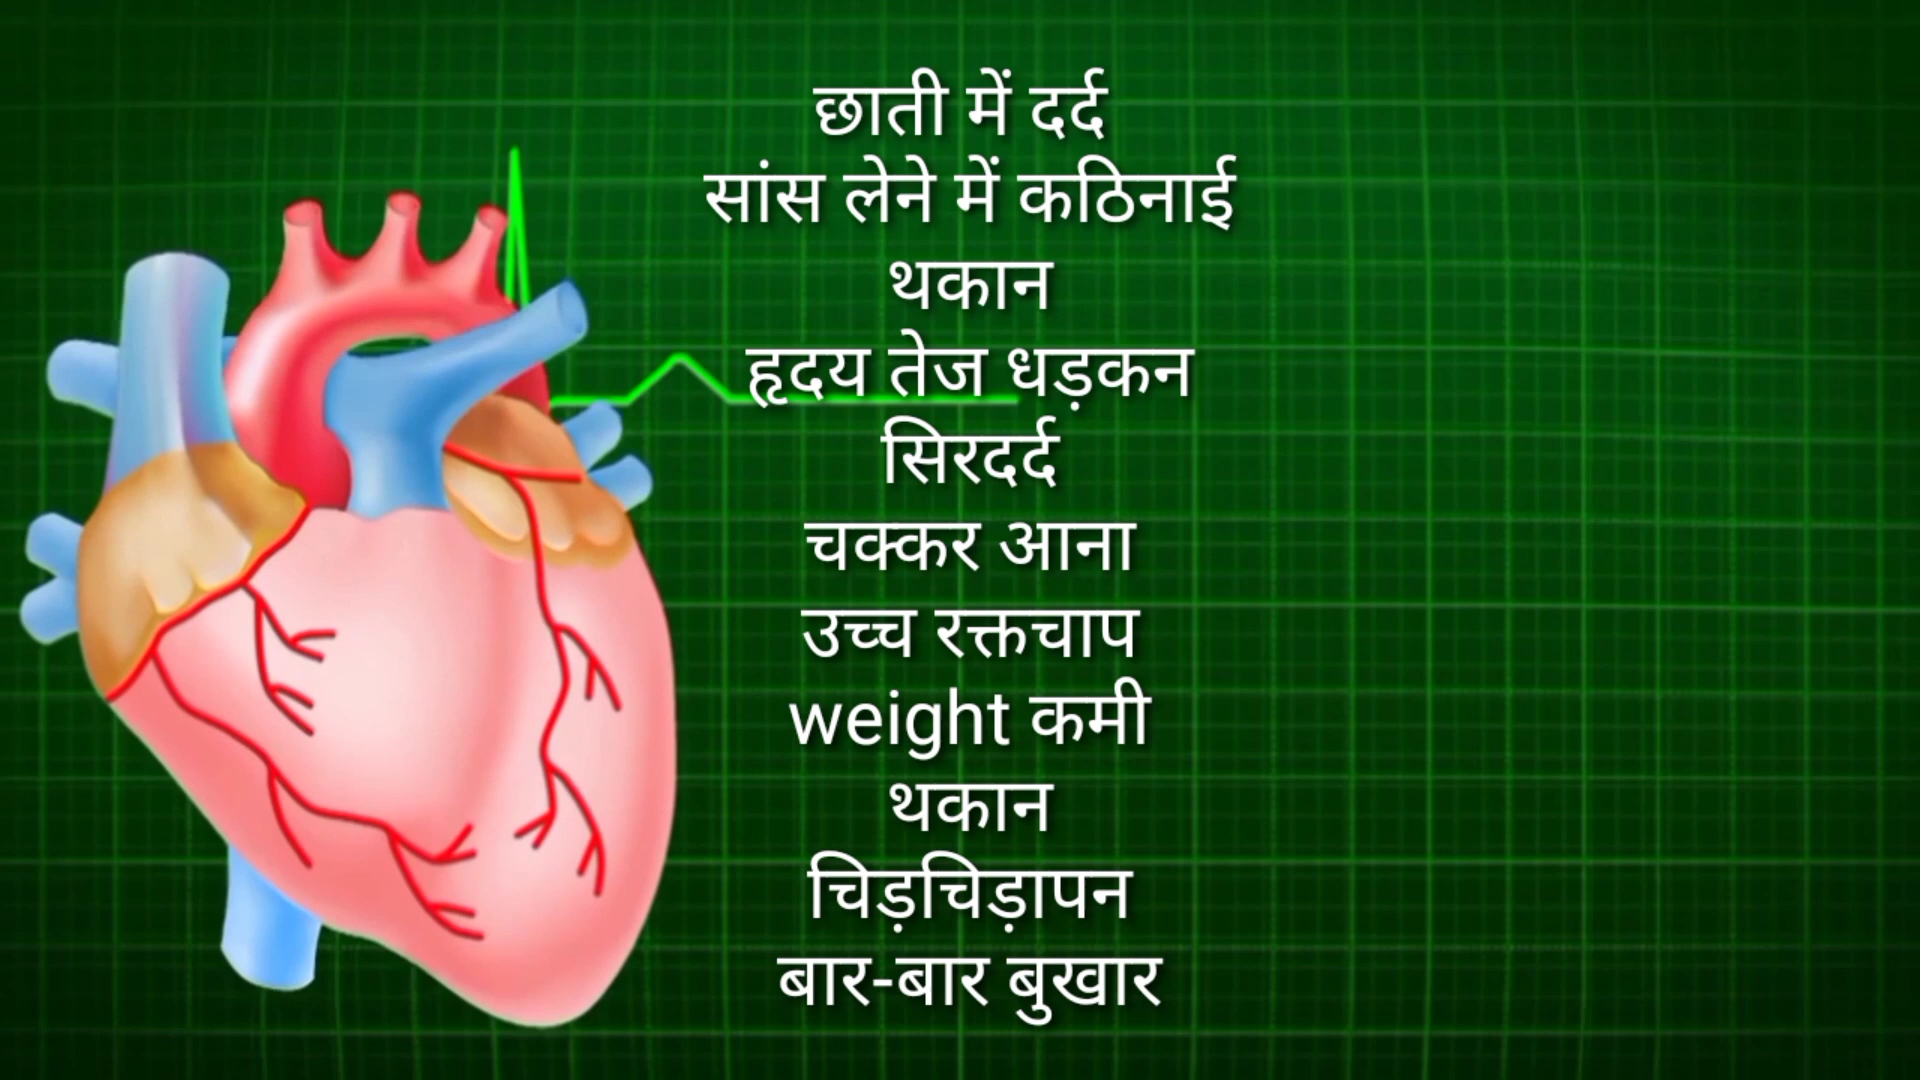 छाती में दर्द
सांस लेने में कठिनाई
थकान
हृदय तेज धड़कन
सिरदर्द
चक्कर आना
उच्च रक्तचाप
weight कमी
थकान
चिड़चिड़ापन
बार-बार बुखार